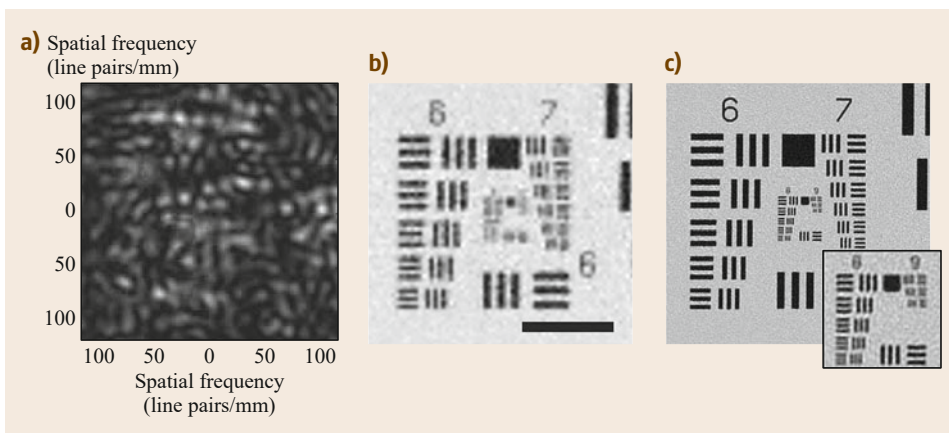 a) Spatial frequency
(line pairs/mm)
100
50
0
50
100
100 50 0 50 100
Spatial frequency
(line pairs/mm)
b)
6 7
6
c)
6 7
8 9
8 9